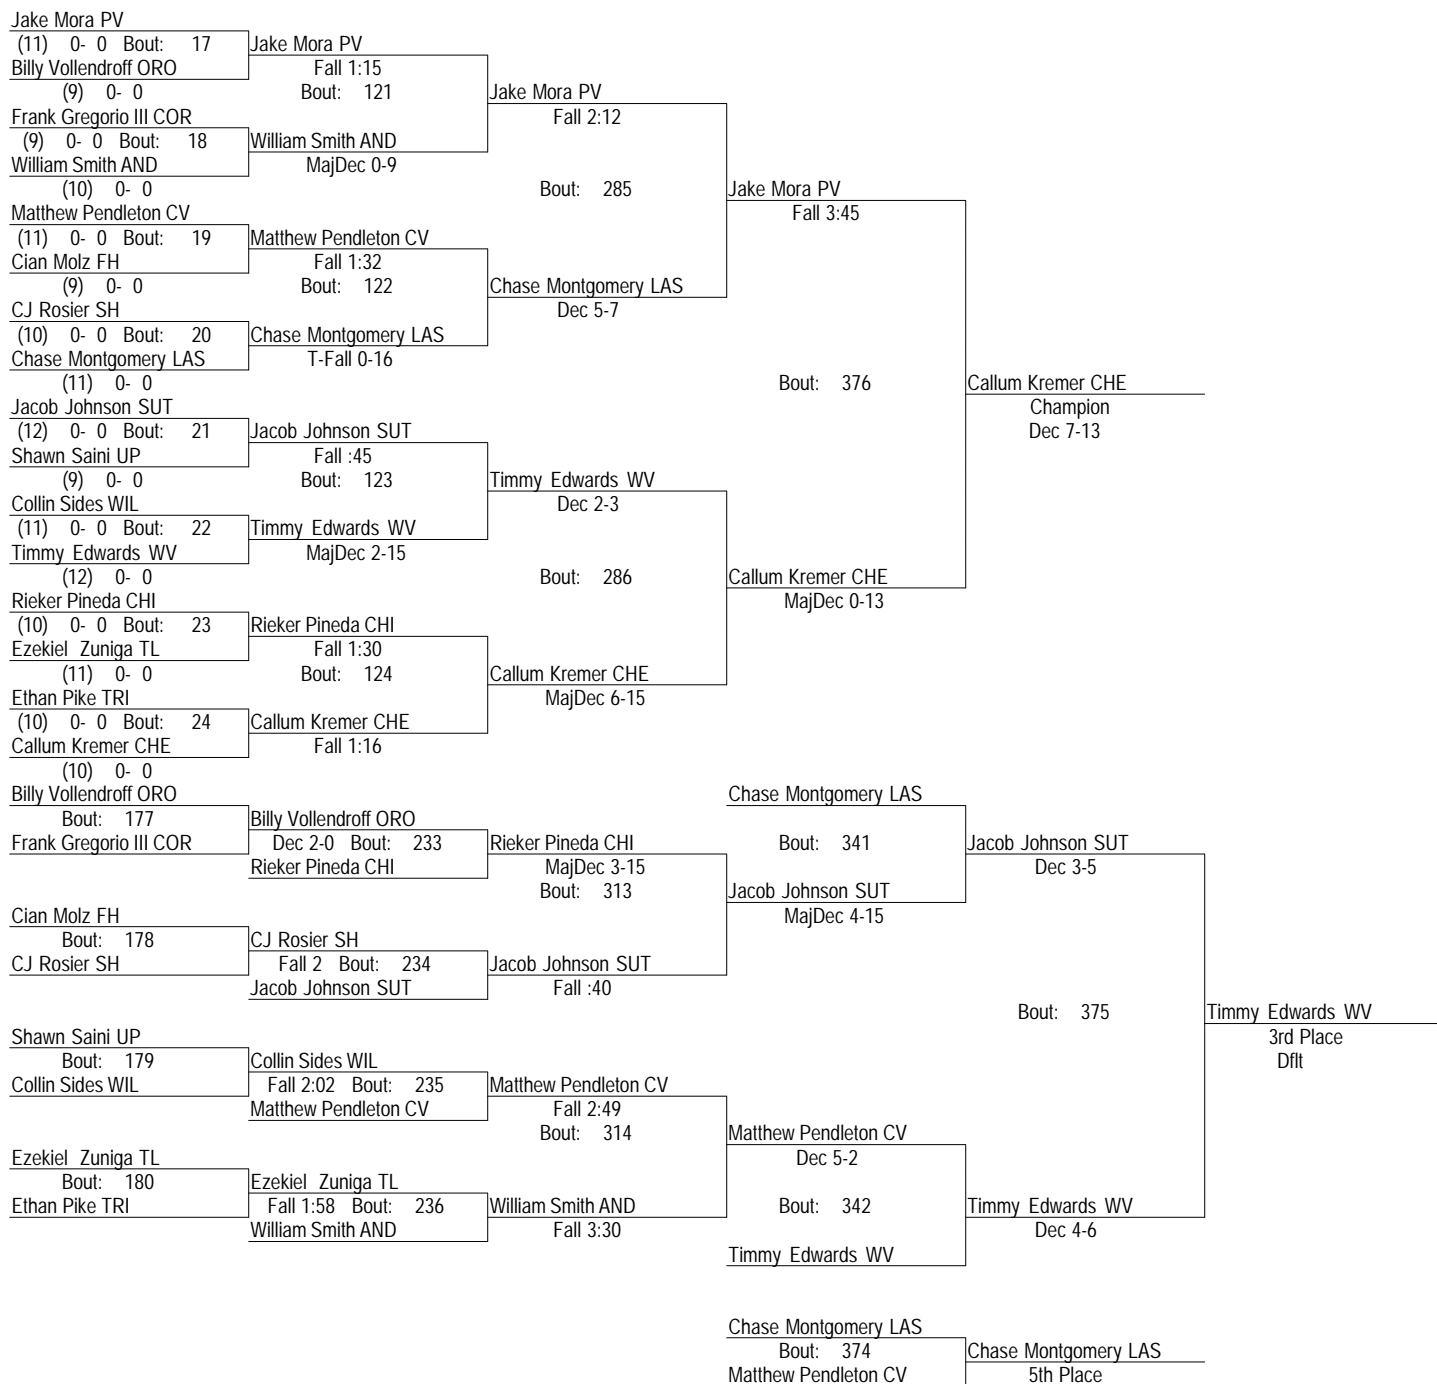 Jake Mora PV
(11) 0- 0 Bout: 17 Jake Mora PV
Billy Vollendroff ORO Fall 1:15
(9) 0- 0 Bout: 121 Jake Mora PV
Frank Gregorio III COR Fall 2:12
(9) 0- 0 Bout: 18 William Smith AND
William Smith AND MajDec 0-9
(10) 0- 0 Bout: 285 Jake Mora PV
Matthew Pendleton CV Fall 3:45
(11) 0- 0 Bout: 19 Matthew Pendleton CV
Cian Molz FH Fall 1:32
(9) 0- 0 Bout: 122 Chase Montgomery LAS
CJ Rosier SH Dec 5-7
(10) 0- 0 Bout: 20 Chase Montgomery LAS
Chase Montgomery LAS T-Fall 0-16
(11) 0- 0 Bout: 376 Callum Kremer CHE
Jacob Johnson SUT Champion
(12) 0- 0 Bout: 21 Jacob Johnson SUT Dec 7-13
Shawn Saini UP Fall :45
(9) 0- 0 Bout: 123 Timmy Edwards WV
Collin Sides WIL Dec 2-3
(11) 0- 0 Bout: 22 Timmy Edwards WV
Timmy Edwards WV MajDec 2-15
(12) 0- 0 Bout: 286 Callum Kremer CHE
Rieker Pineda CHI MajDec 0-13
(10) 0- 0 Bout: 23 Rieker Pineda CHI
Ezekiel Zuniga TL Fall 1:30
(11) 0- 0 Bout: 124 Callum Kremer CHE
Ethan Pike TRI MajDec 6-15
(10) 0- 0 Bout: 24 Callum Kremer CHE
Callum Kremer CHE Fall 1:16
(10) 0- 0
Billy Vollendroff ORO Chase Montgomery LAS
Bout: 177 Billy Vollendroff ORO
Frank Gregorio III COR Dec 2-0 Bout: 233 Rieker Pineda CHI Bout: 341 Jacob Johnson SUT
Rieker Pineda CHI MajDec 3-15 Dec 3-5
Bout: 313 Jacob Johnson SUT
Cian Molz FH MajDec 4-15
Bout: 178 CJ Rosier SH
CJ Rosier SH Fall 2 Bout: 234 Jacob Johnson SUT
Jacob Johnson SUT Fall :40
Bout: 375 Timmy Edwards WV
Shawn Saini UP 3rd Place
Bout: 179 Collin Sides WIL Dflt
Collin Sides WIL Fall 2:02 Bout: 235 Matthew Pendleton CV
Matthew Pendleton CV Fall 2:49
Bout: 314 Matthew Pendleton CV
Ezekiel Zuniga TL Dec 5-2
Bout: 180 Ezekiel Zuniga TL
Ethan Pike TRI Fall 1:58 Bout: 236 William Smith AND Bout: 342 Timmy Edwards WV
William Smith AND Fall 3:30 Dec 4-6
Timmy Edwards WV
Chase Montgomery LAS
Bout: 374 Chase Montgomery LAS
Matthew Pendleton CV 5th Place